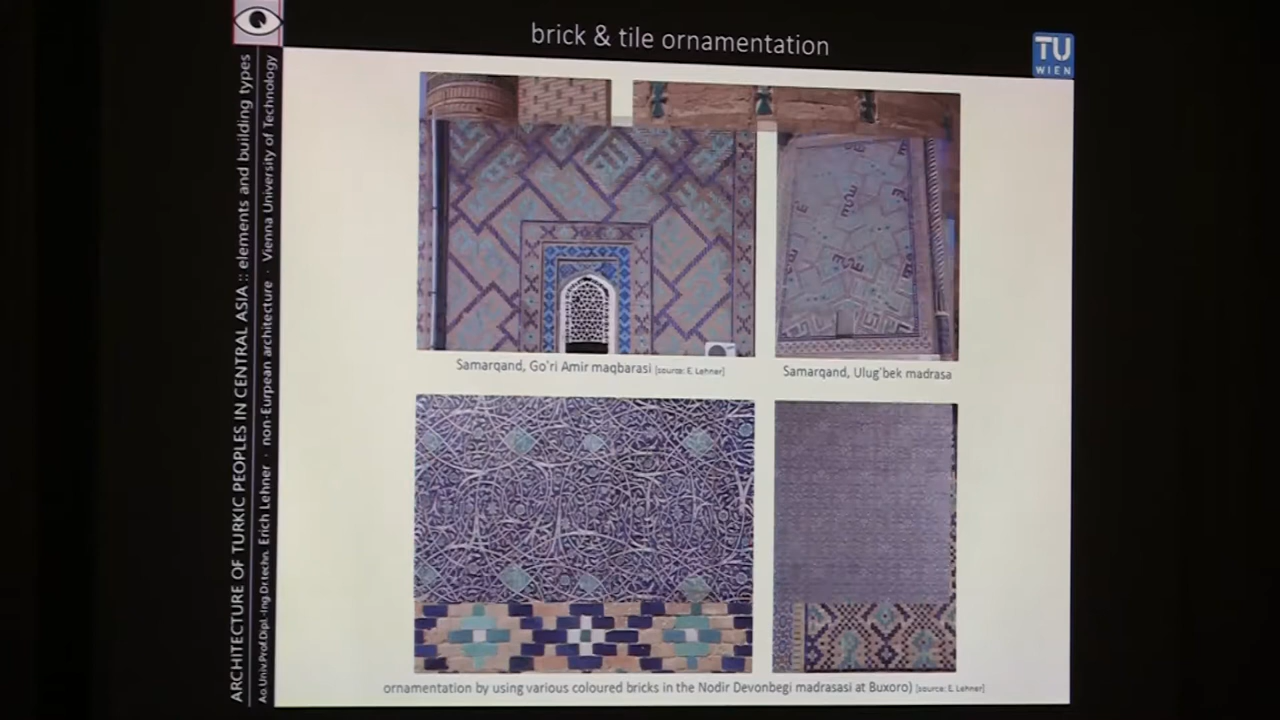 brick & tile ornamentation
TU
WIEN
ARCHITECTURE OF TURKIC PEOPLES IN CENTRAL ASIA :: elements and building types
Ao.Univ.Prof.Dipl.-Ing Dr.techn. Erich Lehner · non-Eurpean architecture · Vienna University of Technology
Samarqand, Go'ri Amir maqbarasi [source: E. Lehner]
Samarqand, Ulug'bek madrasa
ornamentation by using various coloured bricks in the Nodir Devonbegi madrasasi at Buxoro) [source: E. Lehner]